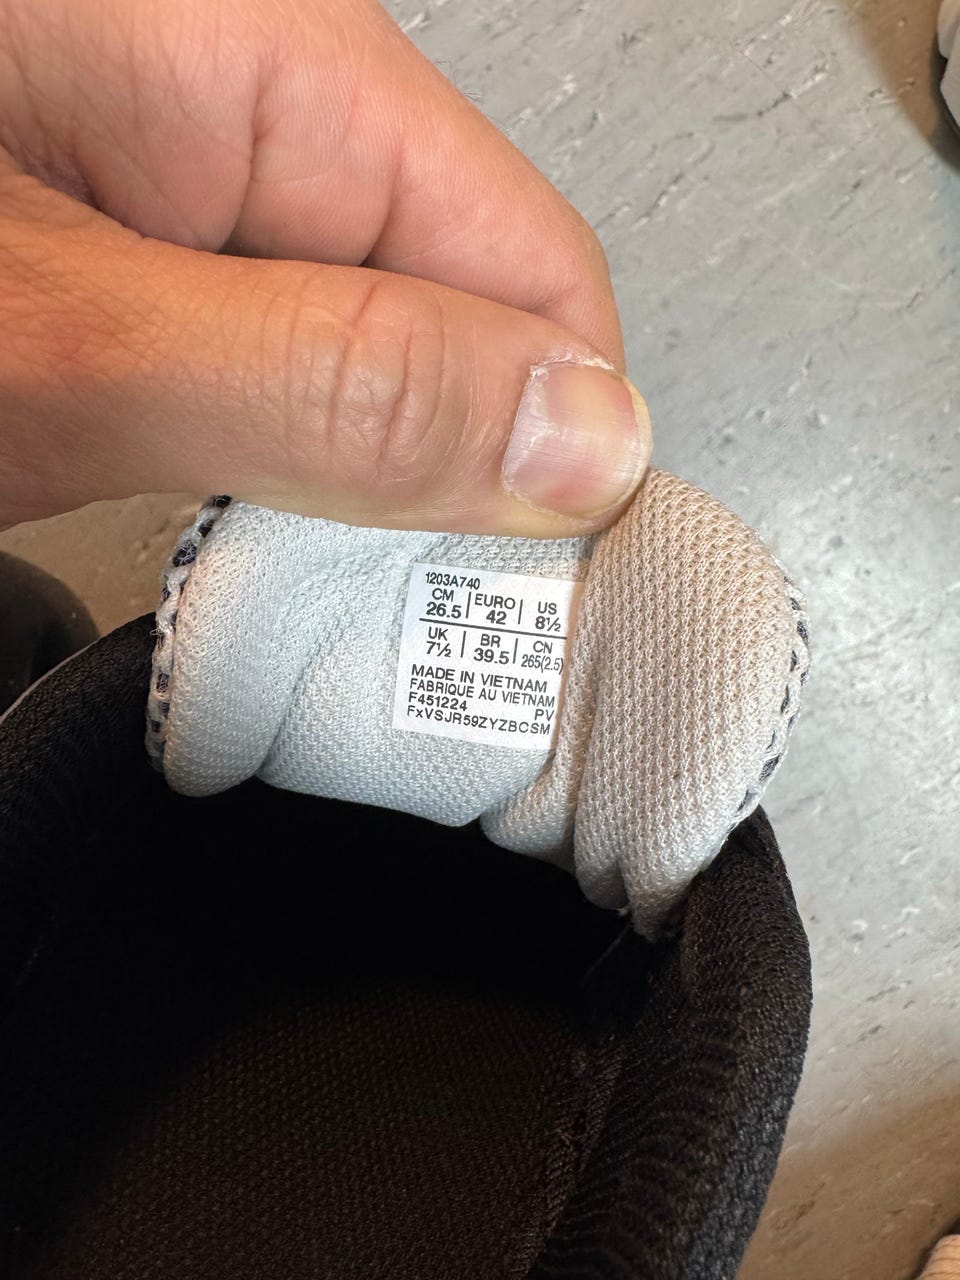 1203A740
CM 26.5 | EURO 42 | US 8½
UK 7½ | BR 39.5 | CN 265(2.5)
MADE IN VIETNAM
FABRIQUE AU VIETNAM
F451224 PV
FxVSJR59ZYZBCSM